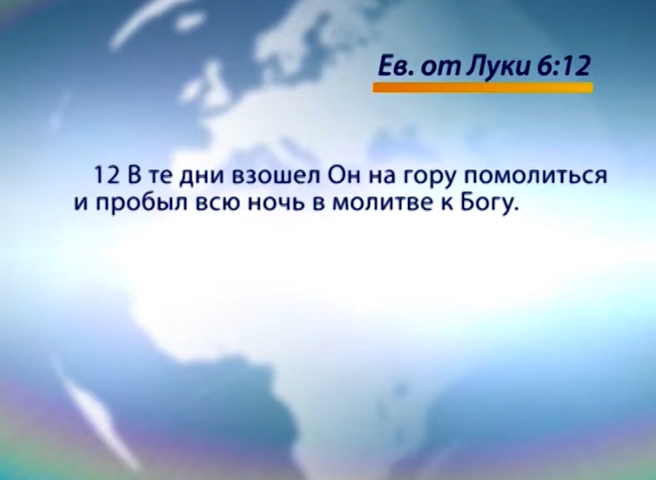 Ев. от Луки 6:12
12 В те дни взошел Он на гору помолиться
и пробыл всю ночь в молитве к Богу.